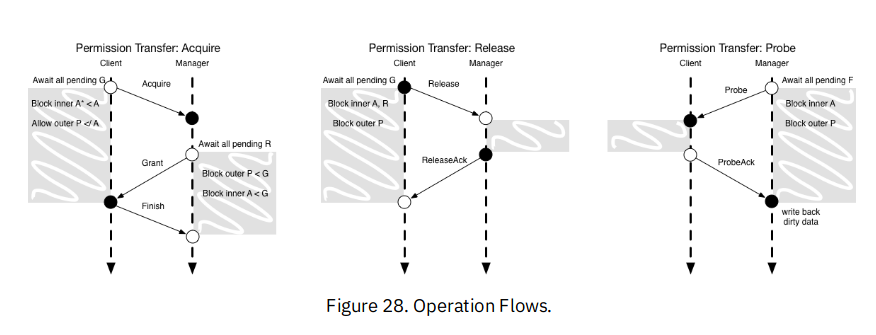 Permission Transfer: Acquire
Client
Manager
Await all pending G
Acquire
Block inner A* < A
Allow outer P </ A
Await all pending R
Grant
Block outer P < G
Block inner A < G
Finish
Permission Transfer: Release
Client
Manager
Await all pending G
Release
Block inner A, R
Block outer P
ReleaseAck
Permission Transfer: Probe
Client
Manager
Await all pending F
Probe
Block inner A
Block outer P
ProbeAck
write back
dirty data
Figure 28. Operation Flows.